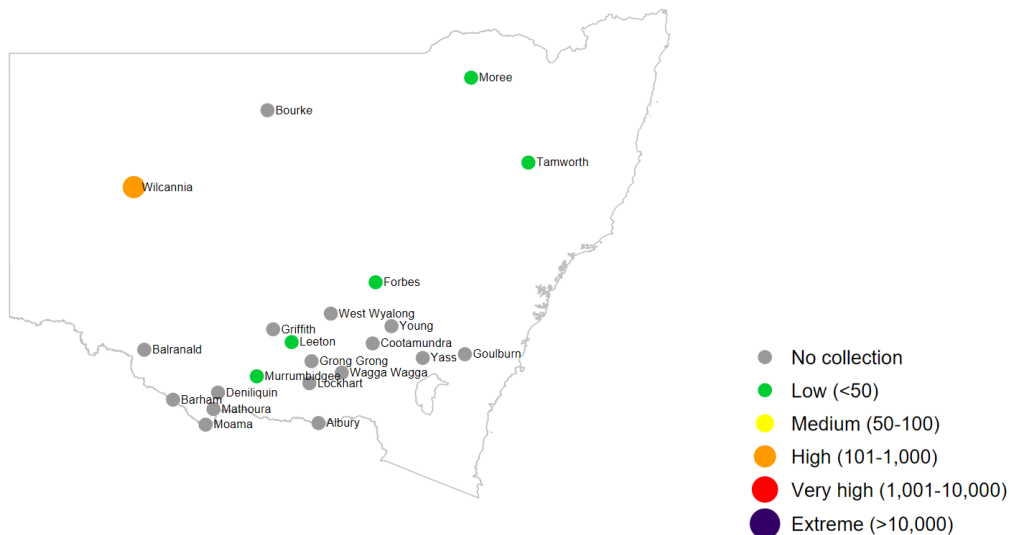 Moree
Bourke
Tamworth
Wilcannia
Forbes
West Wyalong
Young
Griffith
Leeton
Cootamundra
Balranald
Grong Grong
Yass
Goulburn
Wagga Wagga
Murrumbidgee
Lockhart
Deniliquin
Barham
Mathoura
Moama
Albury
No collection
Low (<50)
Medium (50-100)
High (101-1,000)
Very high (1,001-10,000)
Extreme (>10,000)